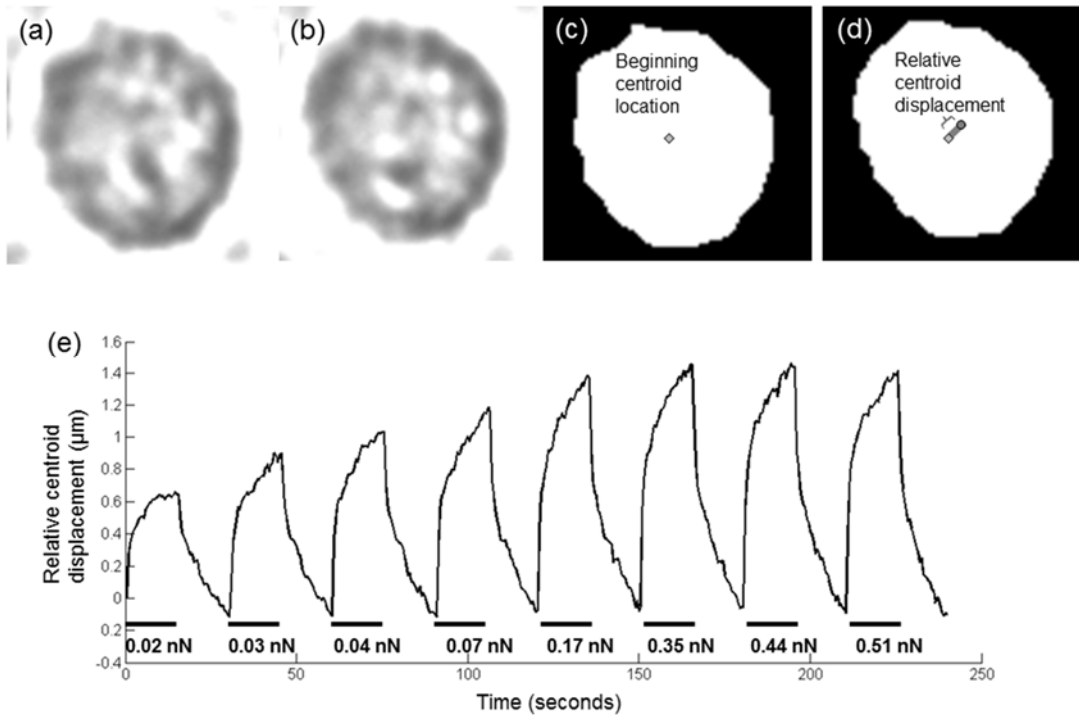 (a)
(b)
(c)
(d)
Beginning
centroid
location
Relative
centroid
displacement
(e)
Relative centroid
displacement (µm)
1.6
1.4
1.2
1
0.8
0.6
0.4
0.2
0
0.2
-0.4
0.02 nN
0.03 nN
0.04 nN
0.07 nN
0.17 nN
0.35 nN
0.44 nN
0.51 nN
0
50
100
150
200
250
Time (seconds)